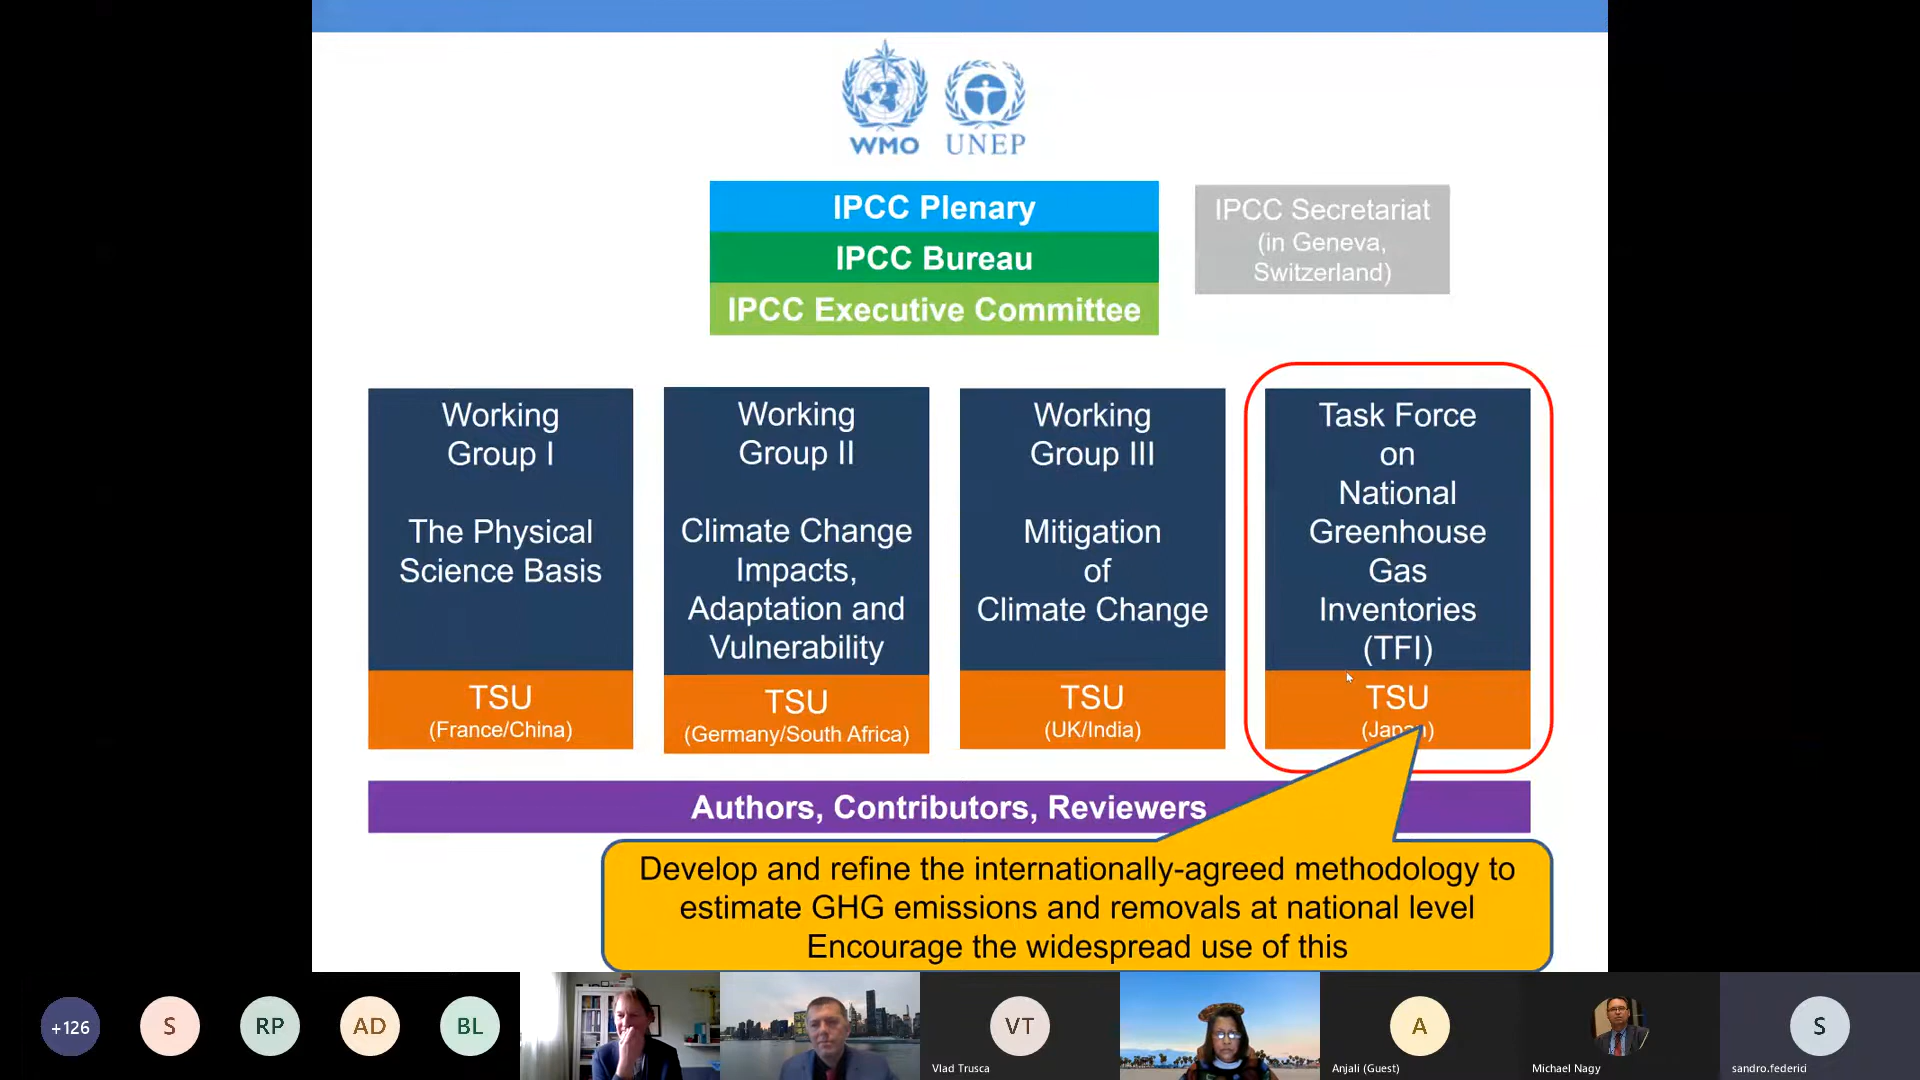 WMO
UNEP
IPCC Plenary
IPCC Bureau
IPCC Executive Committee
IPCC Secretariat
(in Geneva,
Switzerland)
Working
Group I
The Physical
Science Basis
TSU
(France/China)
Working
Group II
Climate Change
Impacts,
Adaptation and
Vulnerability
TSU
(Germany/South Africa)
Working
Group III
Mitigation
of
Climate Change
TSU
(UK/India)
Task Force
on
National
Greenhouse
Gas
Inventories
(TFI)
TSU
(Japan)
Authors, Contributors, Reviewers
Develop and refine the internationally-agreed methodology to
estimate GHG emissions and removals at national level
Encourage the widespread use of this
+126
S
RP
AD
BL
VT
Vlad Trusca
A
Anjali (Guest)
Michael Nagy
S
sandro.federici